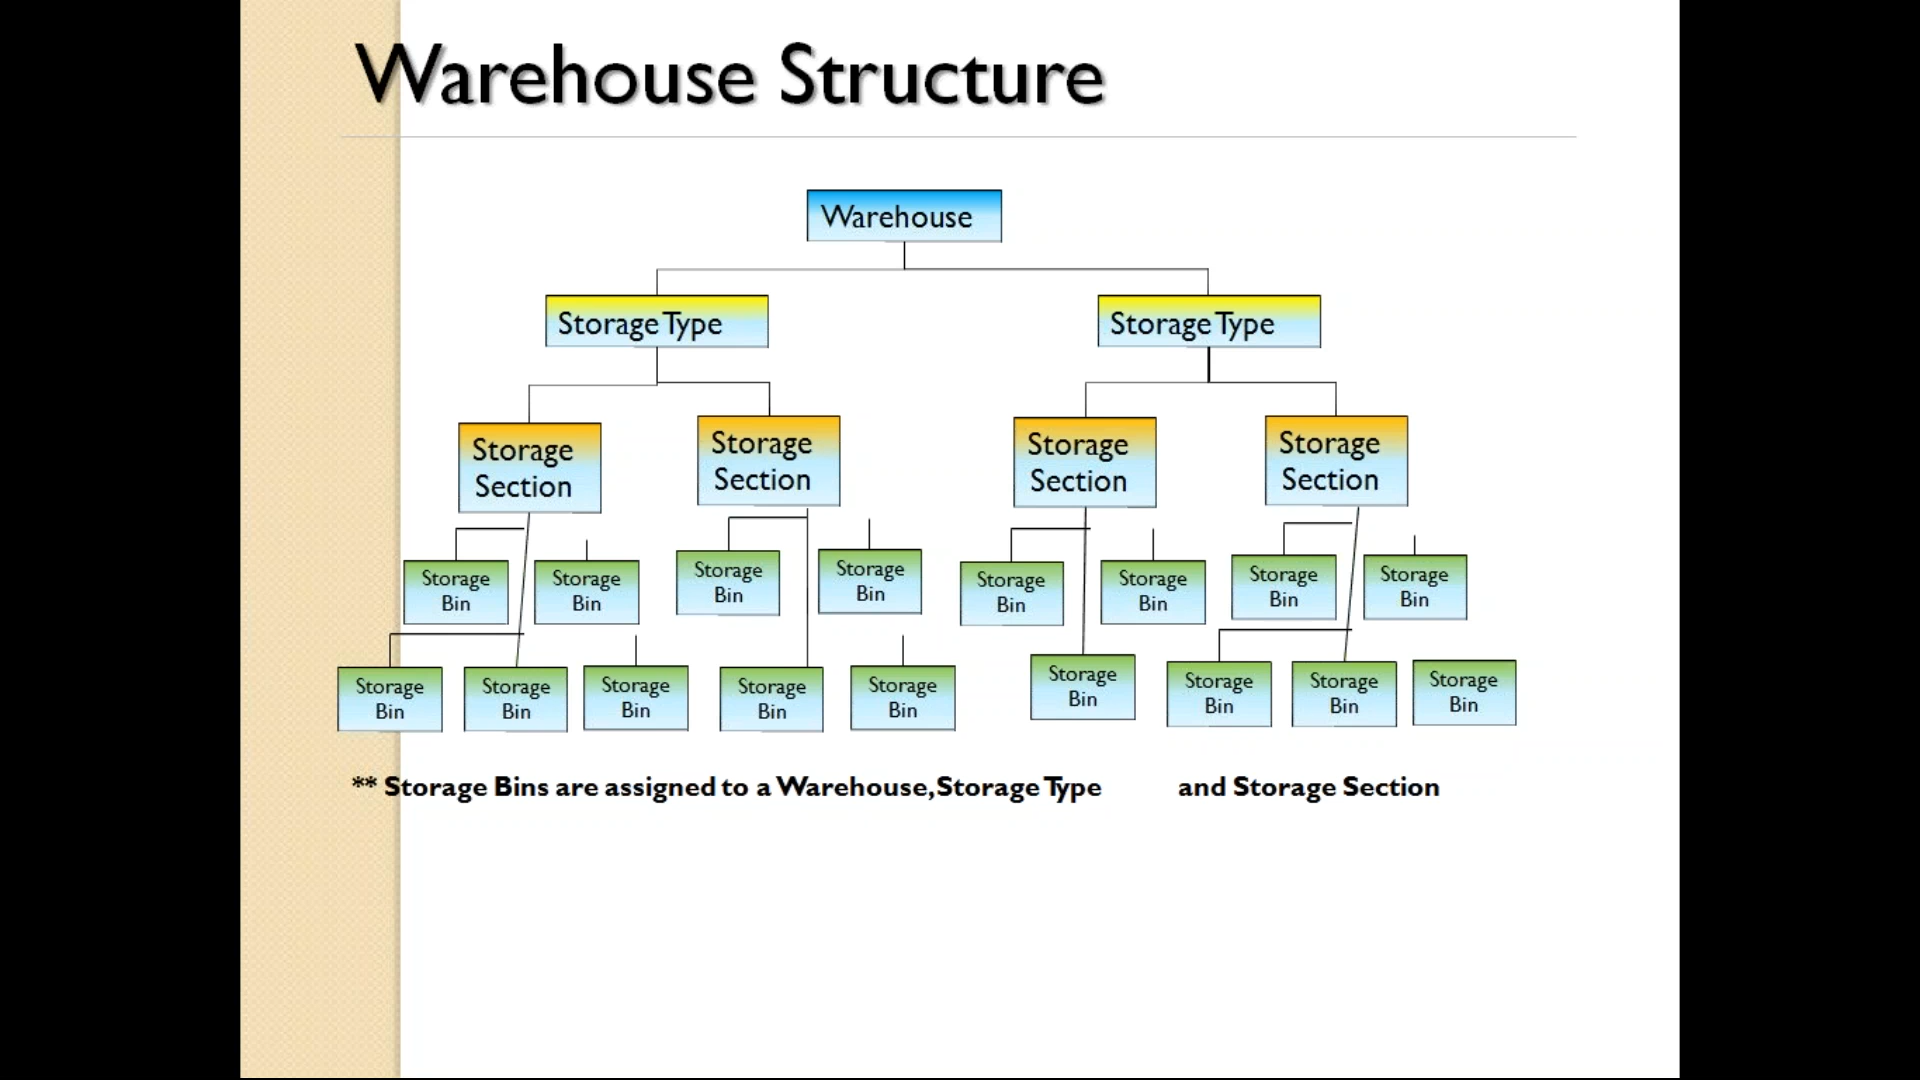 Warehouse Structure
Warehouse
Storage Type
Storage Type
Storage
Section
Storage
Section
Storage
Section
Storage
Section
Storage
Bin
Storage
Bin
Storage
Bin
Storage
Bin
Storage
Bin
Storage
Bin
Storage
Bin
Storage
Bin
Storage
Bin
Storage
Bin
Storage
Bin
Storage
Bin
Storage
Bin
Storage
Bin
Storage
Bin
Storage
Bin
Storage
Bin
** Storage Bins are assigned to a Warehouse, Storage Type and Storage Section